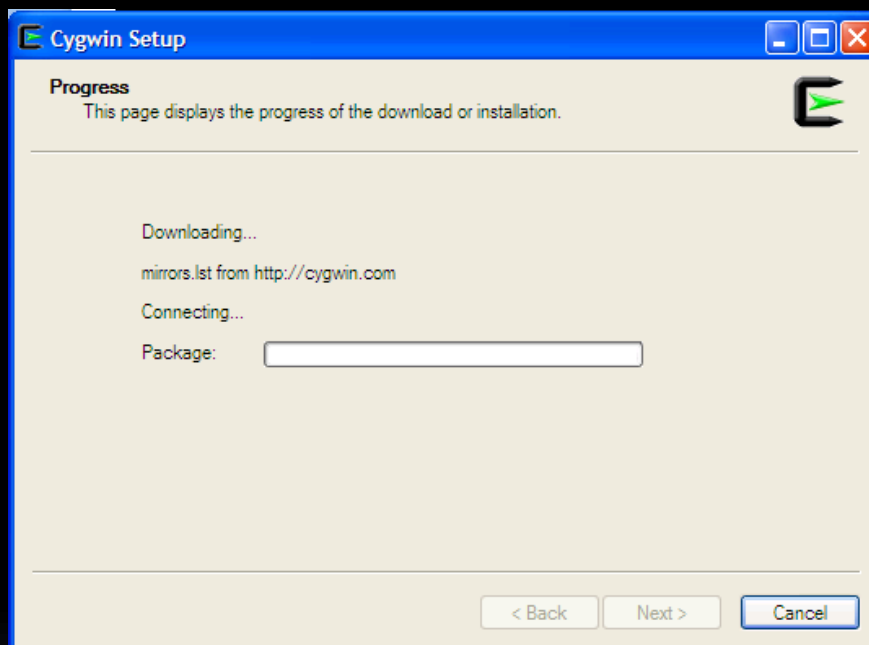 Cygwin Setup
Progress
This page displays the progress of the download or installation.
Downloading...
mirrors.lst from http://cygwin.com
Connecting...
Package:
< Back
Next >
Cancel